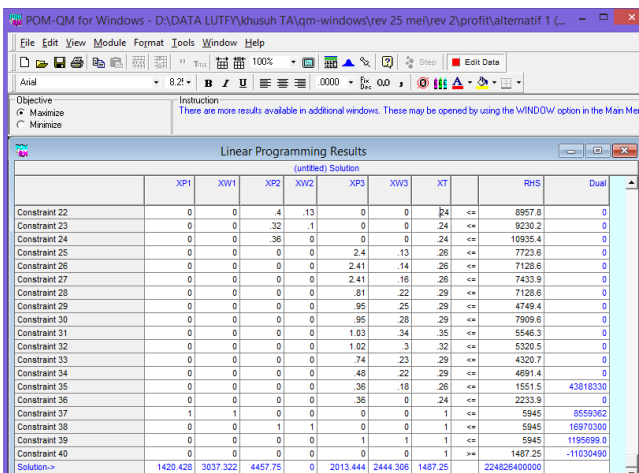 POM-QM for Windows - D:\DATA LUTFY\khusuh TA\qm-windows\rev 25 mei\rev 2\profit\alternatif 1 (...
File Edit View Module Format Tools Window Help
100% Step Edit Data
Arial 8.2! B I U .0000 Fix Dec 0.0 , A
Objective
Maximize
Minimize
Instruction
There are more results available in additional windows. These may be opened by using the WINDOW option in the Main Men
Linear Programming Results
(untitled) Solution
XP1 XW1 XP2 XW2 XP3 XW3 XT RHS Dual
Constraint 22 0 0 .4 .13 0 0 .24 <= 8957.8 0
Constraint 23 0 0 .32 .1 0 0 .24 <= 9230.2 0
Constraint 24 0 0 .36 0 0 0 .24 <= 10935.4 0
Constraint 25 0 0 0 0 2.4 .13 .26 <= 7723.6 0
Constraint 26 0 0 0 0 2.41 .14 .26 <= 7128.6 0
Constraint 27 0 0 0 0 2.41 .16 .26 <= 7433.9 0
Constraint 28 0 0 0 0 .81 .22 .29 <= 7128.6 0
Constraint 29 0 0 0 0 .95 .25 .29 <= 4749.4 0
Constraint 30 0 0 0 0 .95 .28 .29 <= 7909.6 0
Constraint 31 0 0 0 0 1.03 .34 .35 <= 5546.3 0
Constraint 32 0 0 0 0 1.02 .3 .32 <= 5320.5 0
Constraint 33 0 0 0 0 .74 .23 .29 <= 4320.7 0
Constraint 34 0 0 0 0 .48 .22 .29 <= 4691.4 0
Constraint 35 0 0 0 0 .36 .18 .26 <= 1551.5 43818330
Constraint 36 0 0 0 0 .36 0 .24 <= 2233.9 0
Constraint 37 1 1 0 0 0 0 1 <= 5945 8559362
Constraint 38 0 0 1 1 0 0 1 <= 5945 16970300
Constraint 39 0 0 0 0 1 1 1 <= 5945 1195699.0
Constraint 40 0 0 0 0 0 0 1 >= 1487.25 -11030490
Solution-> 1420.428 3037.322 4457.75 0 2013.444 2444.306 1487.25 224826400000